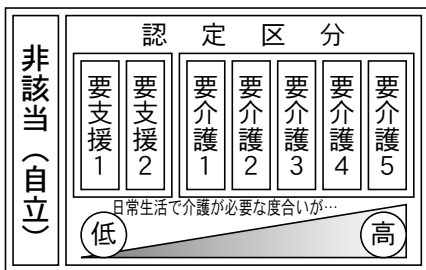 非該当（自立）
認定区分
要支援1
要支援2
要介護1
要介護2
要介護3
要介護4
要介護5
日常生活で介護が必要な度合いが…
低
高